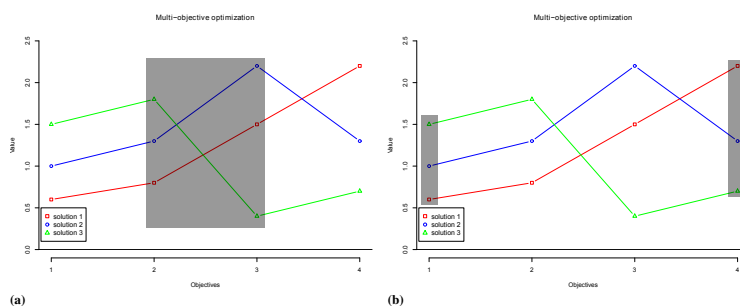 Multi-objective optimization
Value
2.5
2.0
1.5
1.0
0.5
0.0
solution 1
solution 2
solution 3
1 2 3 4
Objectives
(a)
Multi-objective optimization
Value
2.5
2.0
1.5
1.0
0.5
0.0
solution 1
solution 2
solution 3
1 2 3 4
Objectives
(b)